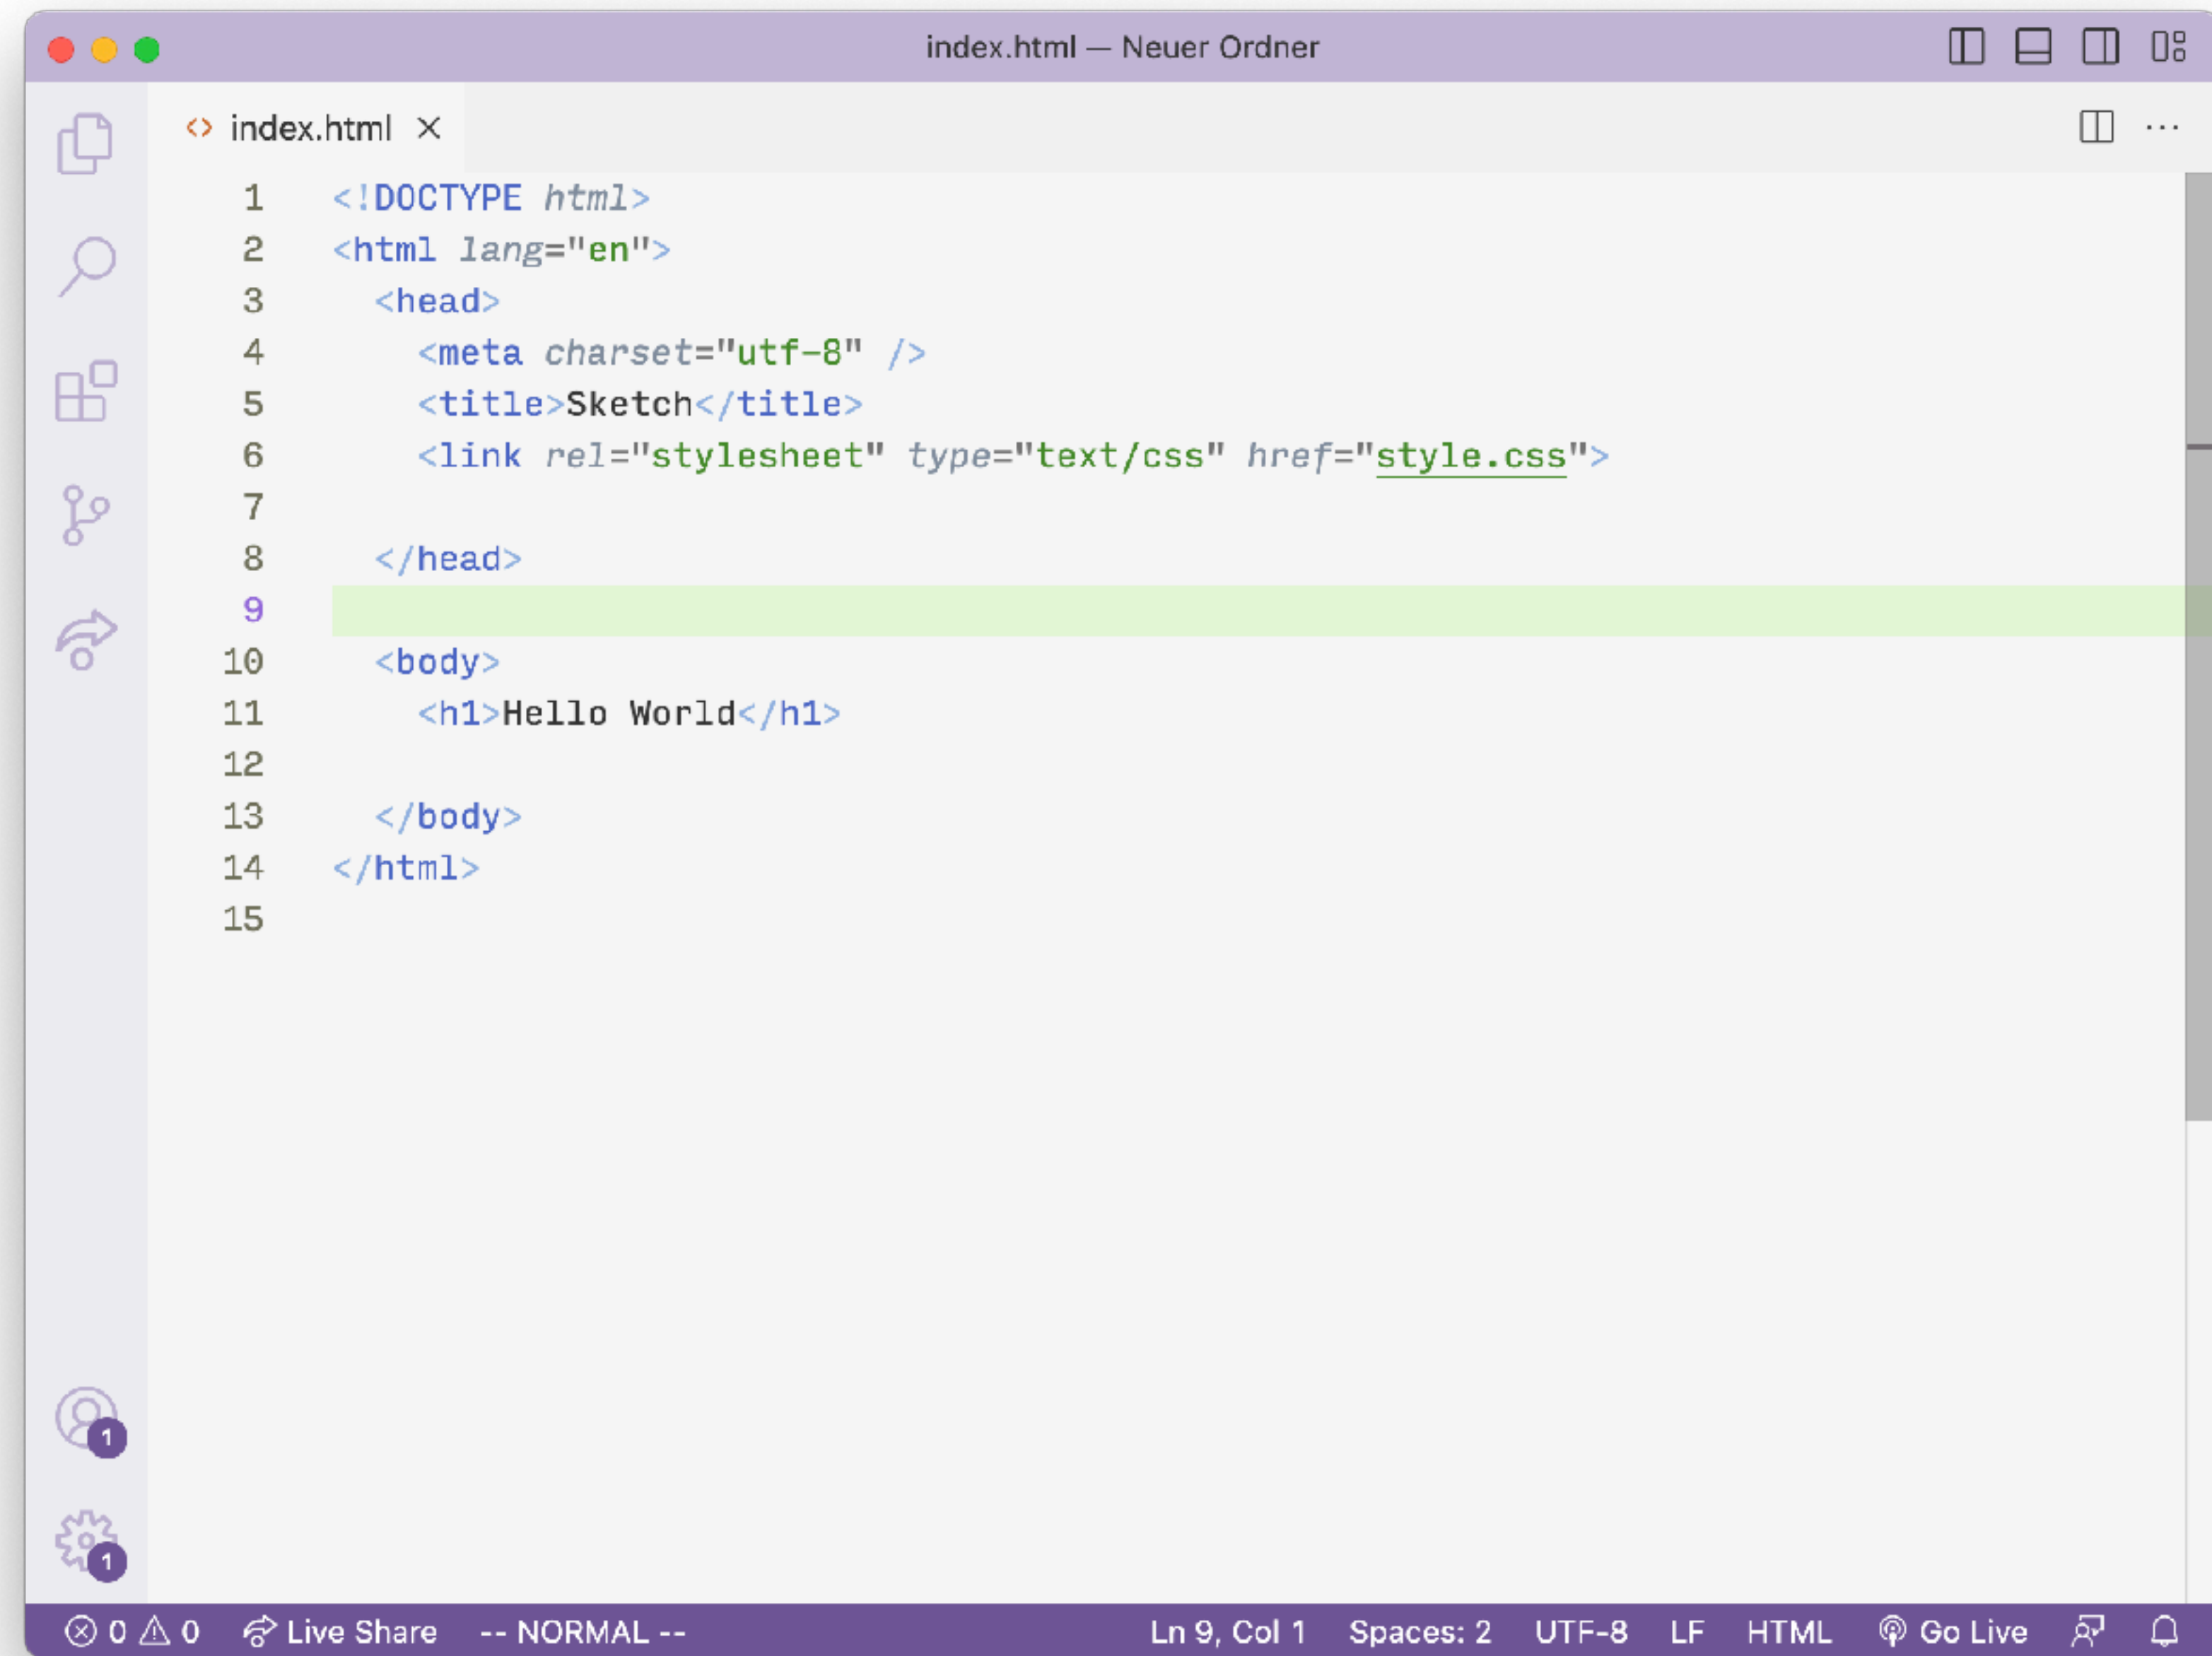 index.html — Neuer Ordner
index.html
1 <!DOCTYPE html>
2 <html lang="en">
3   <head>
4     <meta charset="utf-8" />
5     <title>Sketch</title>
6     <link rel="stylesheet" type="text/css" href="style.css">
7
8   </head>
9
10   <body>
11     <h1>Hello World</h1>
12
13   </body>
14 </html>
15
1
1
0 0 Live Share -- NORMAL -- Ln 9, Col 1 Spaces: 2 UTF-8 LF HTML Go Live